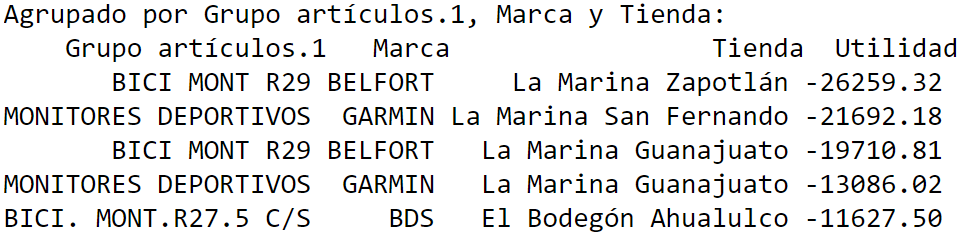 Agrupado por Grupo artículos.1, Marca y Tienda:
Grupo artículos.1 Marca Tienda Utilidad
BICI MONT R29 BELFORT La Marina Zapotlán -26259.32
MONITORES DEPORTIVOS GARMIN La Marina San Fernando -21692.18
BICI MONT R29 BELFORT La Marina Guanajuato -19710.81
MONITORES DEPORTIVOS GARMIN La Marina Guanajuato -13086.02
BICI. MONT.R27.5 C/S BDS El Bodegón Ahualulco -11627.50